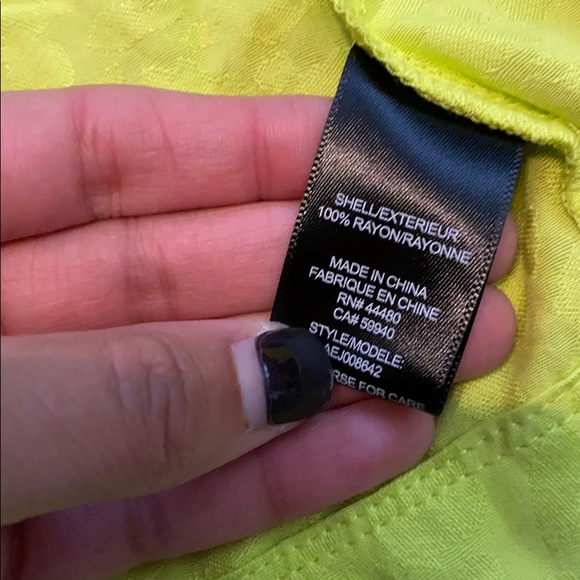 SHELL/EXTERIEUR
100% RAYON/RAYONNE
MADE IN CHINA
FABRIQUE EN CHINE
RN# 44480
CA# 59940
STYLE/MODELE:
AEJ008642
RSE FOR CARE